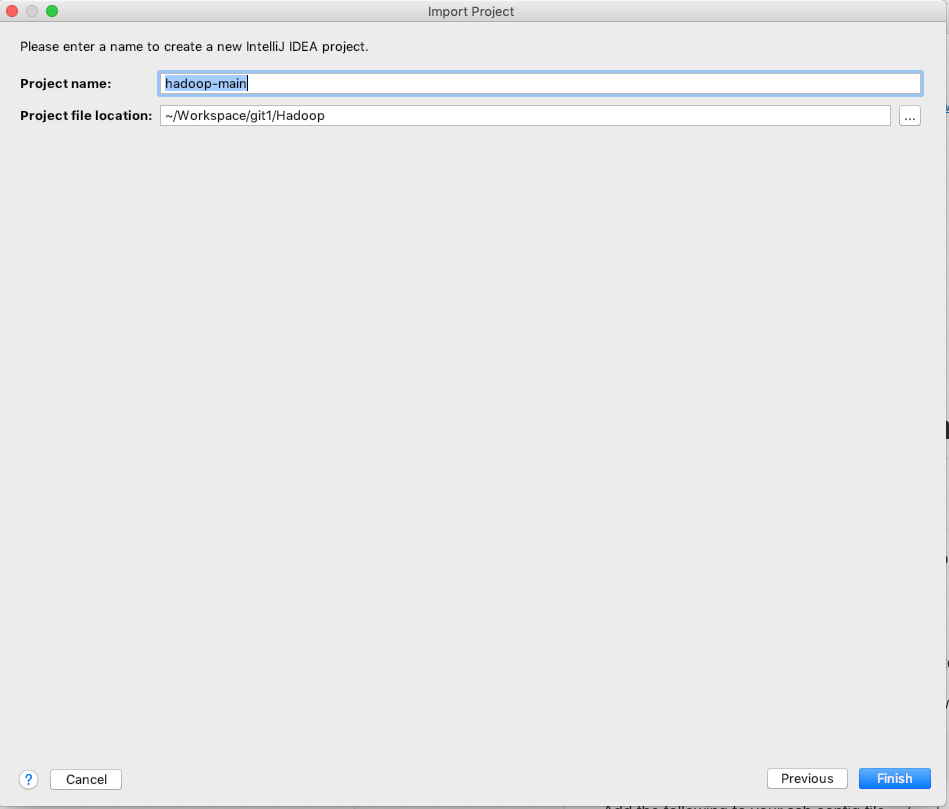 Import Project
Please enter a name to create a new IntelliJ IDEA project.
Project name: hadoop-main
Project file location: ~/Workspace/git1/Hadoop ...
? Cancel Previous Finish